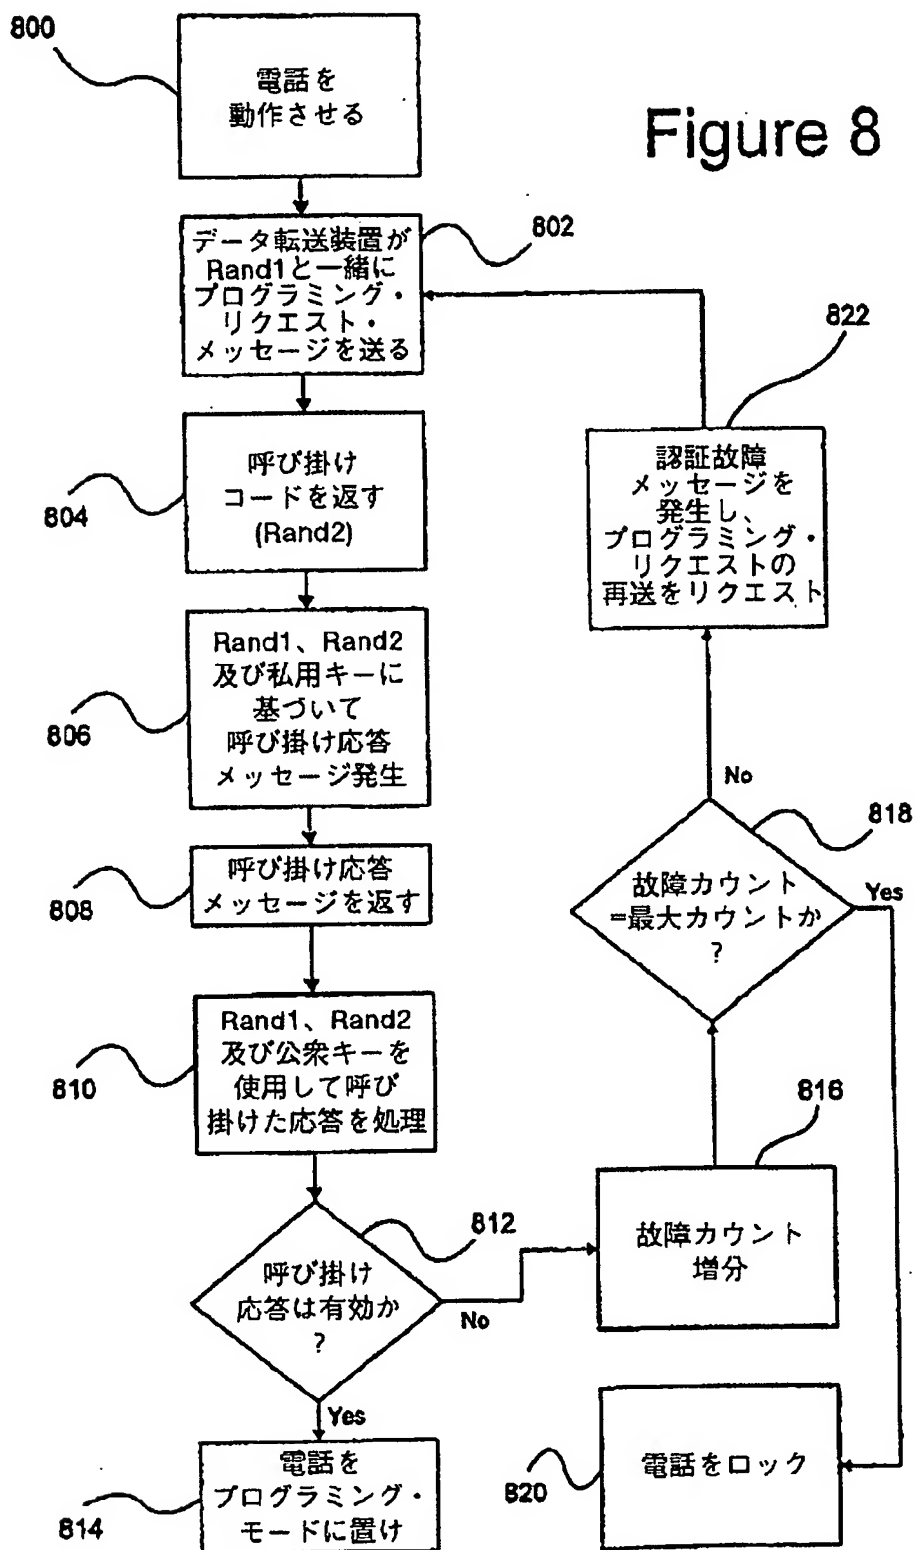 800
電話を
動作させる
Figure 8
802
データ転送装置が
Rand1と一緒に
プログラミング・
リクエスト・
メッセージを送る
822
認証故障
メッセージを
発生し、
プログラミング・
リクエストの
再送をリクエスト
804
呼び掛け
コードを返す
(Rand2)
806
Rand1、Rand2
及び私用キーに
基づいて
呼び掛け応答
メッセージ発生
No
818
故障カウント
=最大カウントか
?
Yes
808
呼び掛け応答
メッセージを返す
810
Rand1、Rand2
及び公衆キーを
使用して呼び
掛けた応答を処理
816
故障カウント
増分
812
呼び掛け
応答は有効か
?
No
Yes
820
電話をロック
814
電話を
プログラミング・
モードに置け